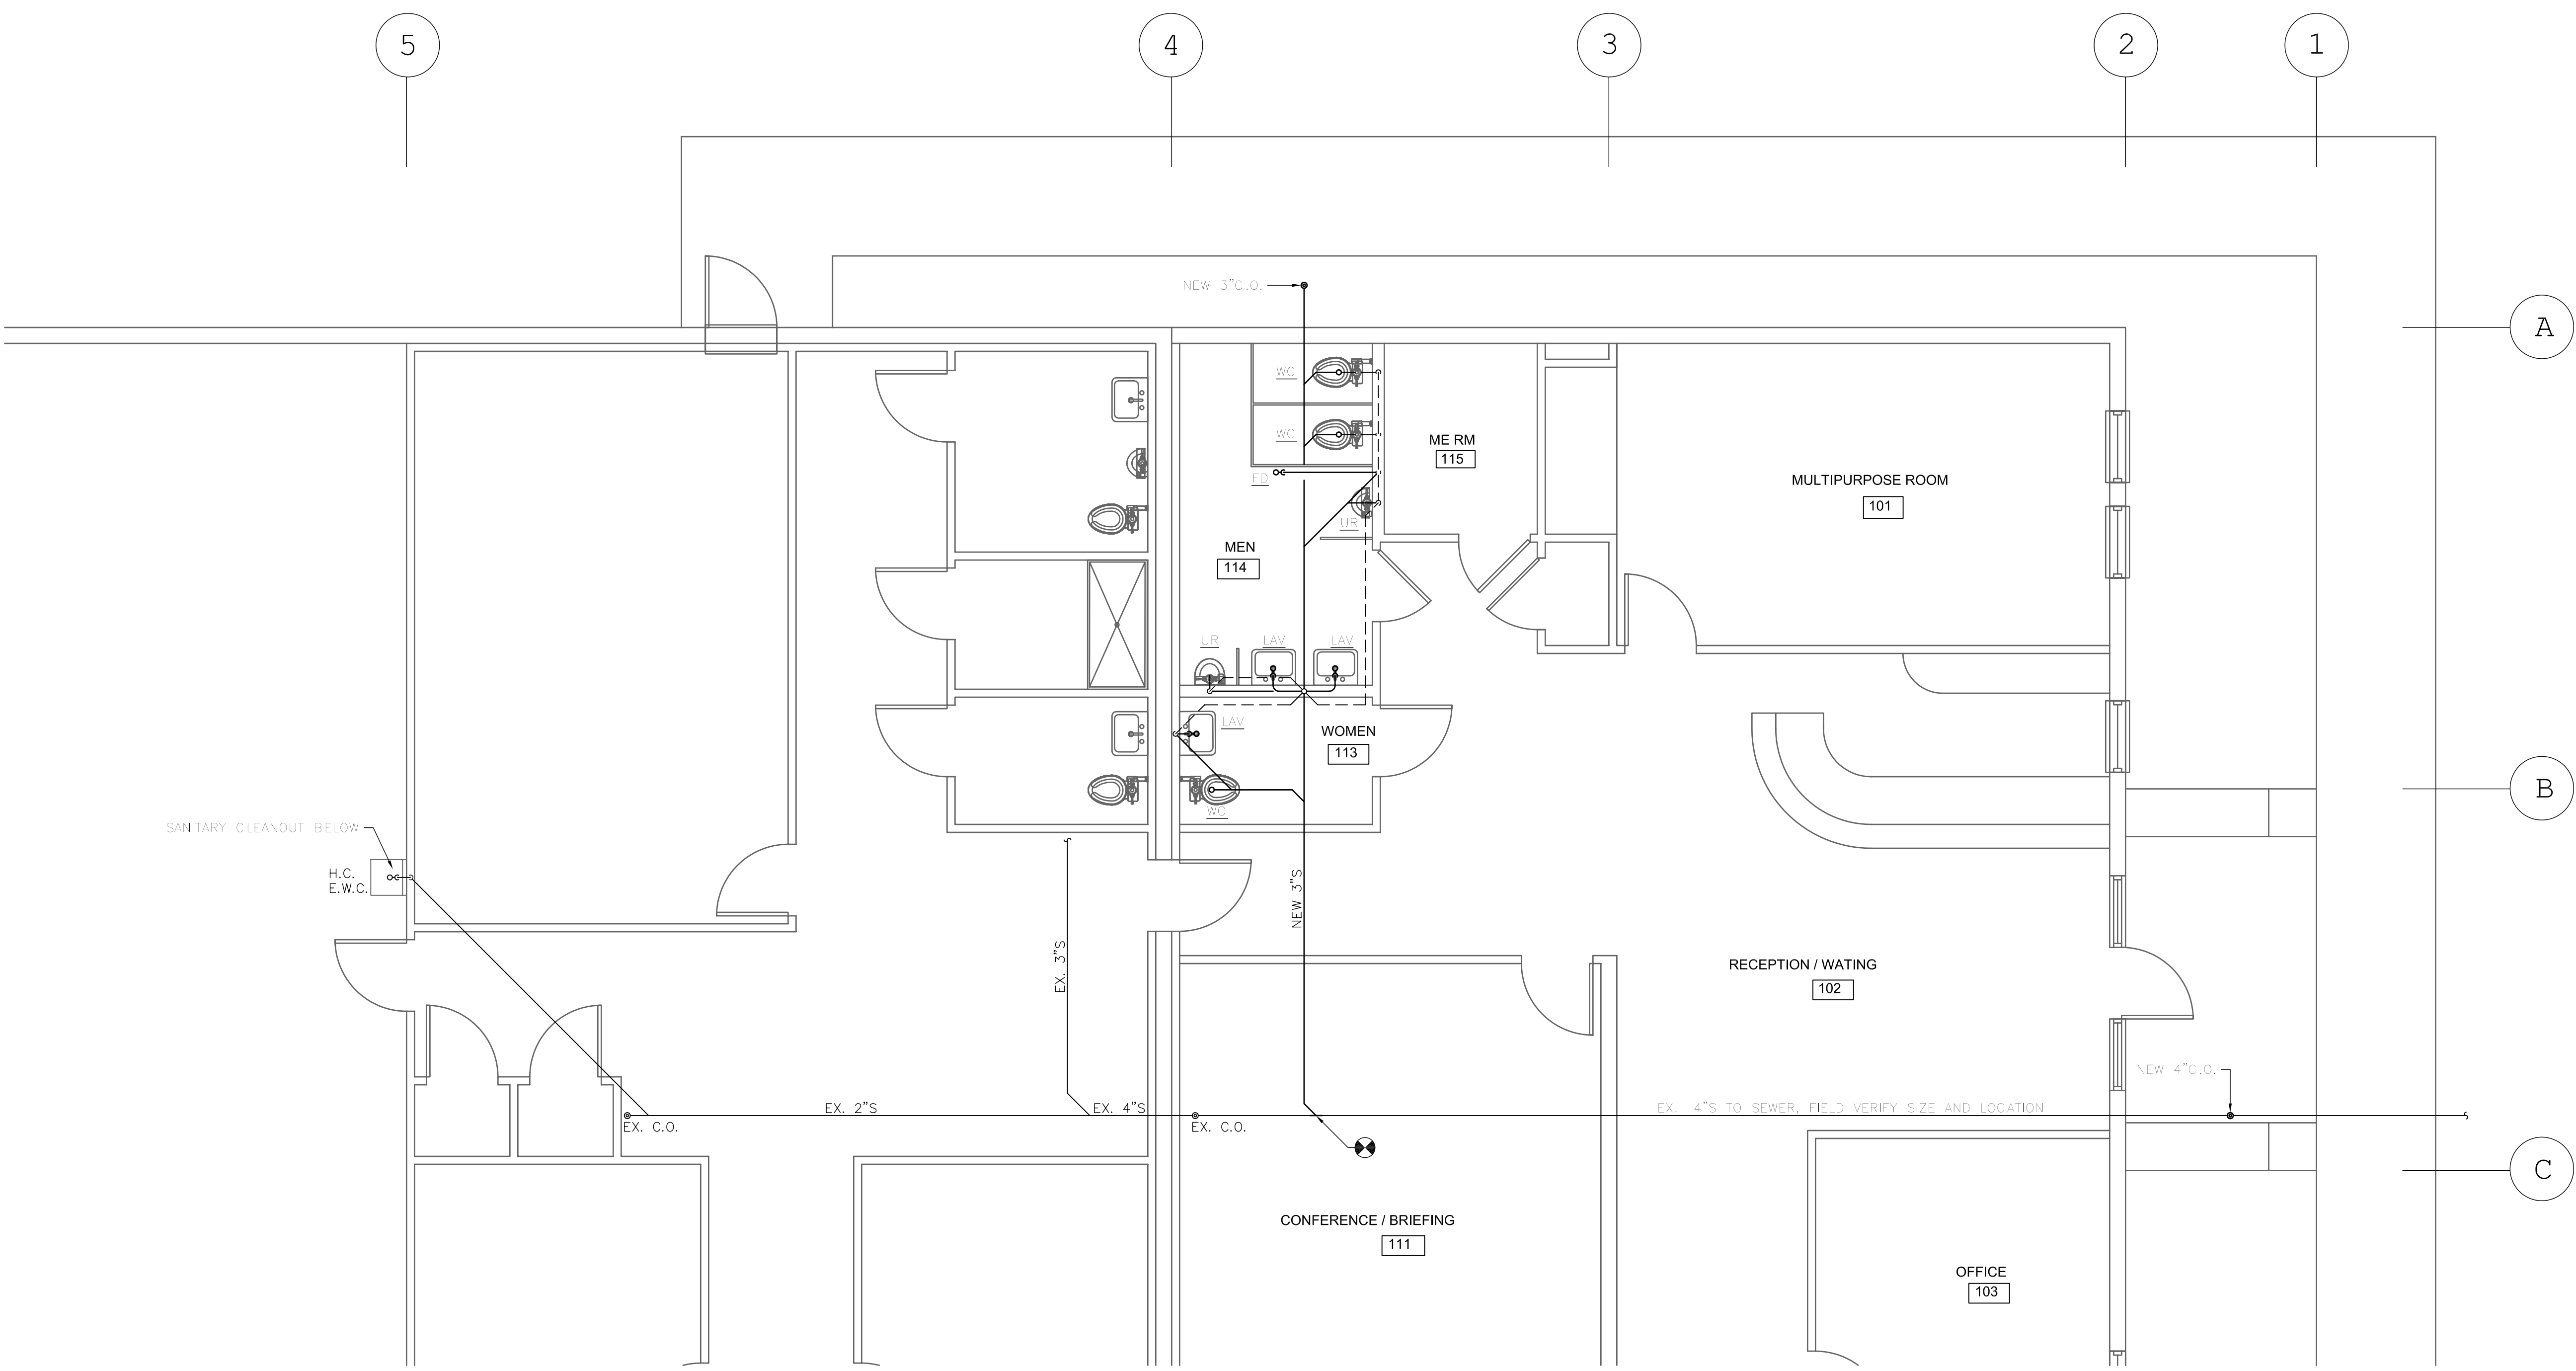 5
4
3
2
1
NEW 3"C.O.
A
WC
WC
ME RM
115
FD
MULTIPURPOSE ROOM
101
UR
MEN
114
UR
LAV
LAV
LAV
WOMEN
113
B
WC
SANITARY CLEANOUT BELOW
H.C.
E.W.C.
NEW 3"S
EX. 3"S
RECEPTION / WATING
102
NEW 4"C.O.
EX. 2"S
EX. 4"S
EX. 4"S TO SEWER, FIELD VERIFY SIZE AND LOCATION
EX. C.O.
EX. C.O.
C
CONFERENCE / BRIEFING
111
OFFICE
103